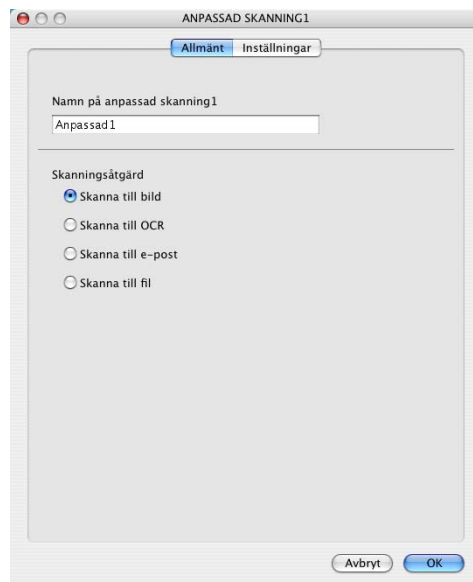 ANPASSAD SKANNING1
Allmänt Inställningar
Namn på anpassad skanning1
Anpassad1
Skanningsåtgärd
Skanna till bild
Skanna till OCR
Skanna till e-post
Skanna till fil
Avbryt OK